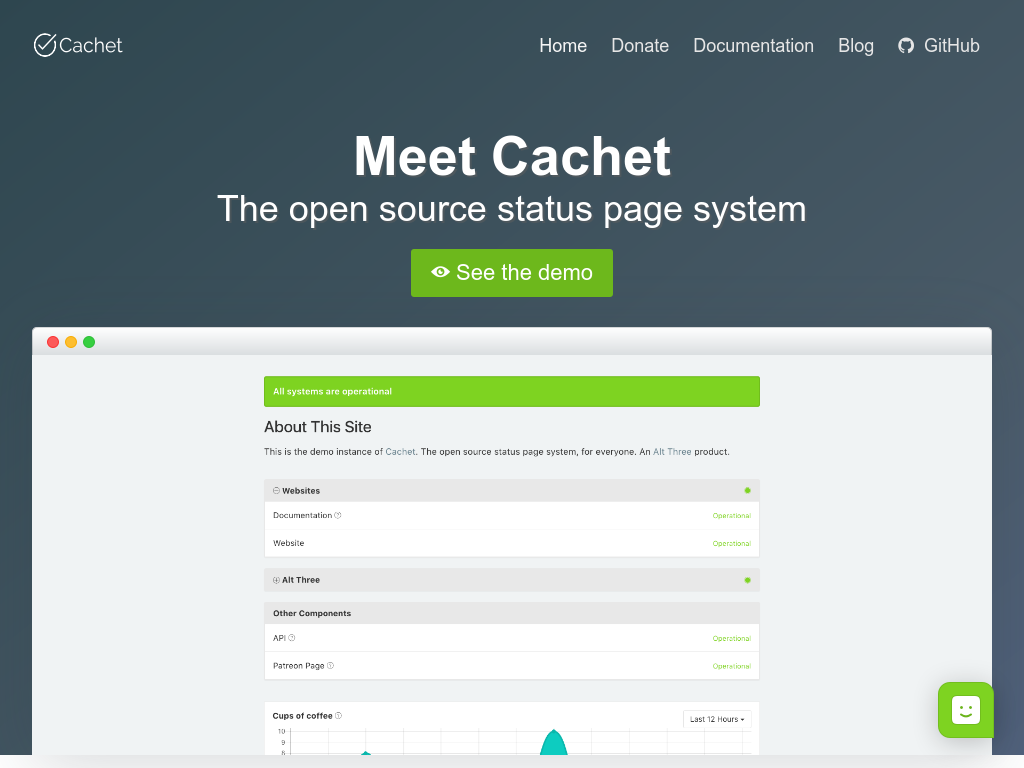 Cachet
Home Donate Documentation Blog GitHub
Meet Cachet
The open source status page system
See the demo
All systems are operational
About This Site
This is the demo instance of Cachet. The open source status page system, for everyone. An Alt Three product.
Websites
Documentation Operational
Website Operational
Alt Three
Other Components
API Operational
Patreon Page Operational
Cups of coffee Last 12 Hours
10
9